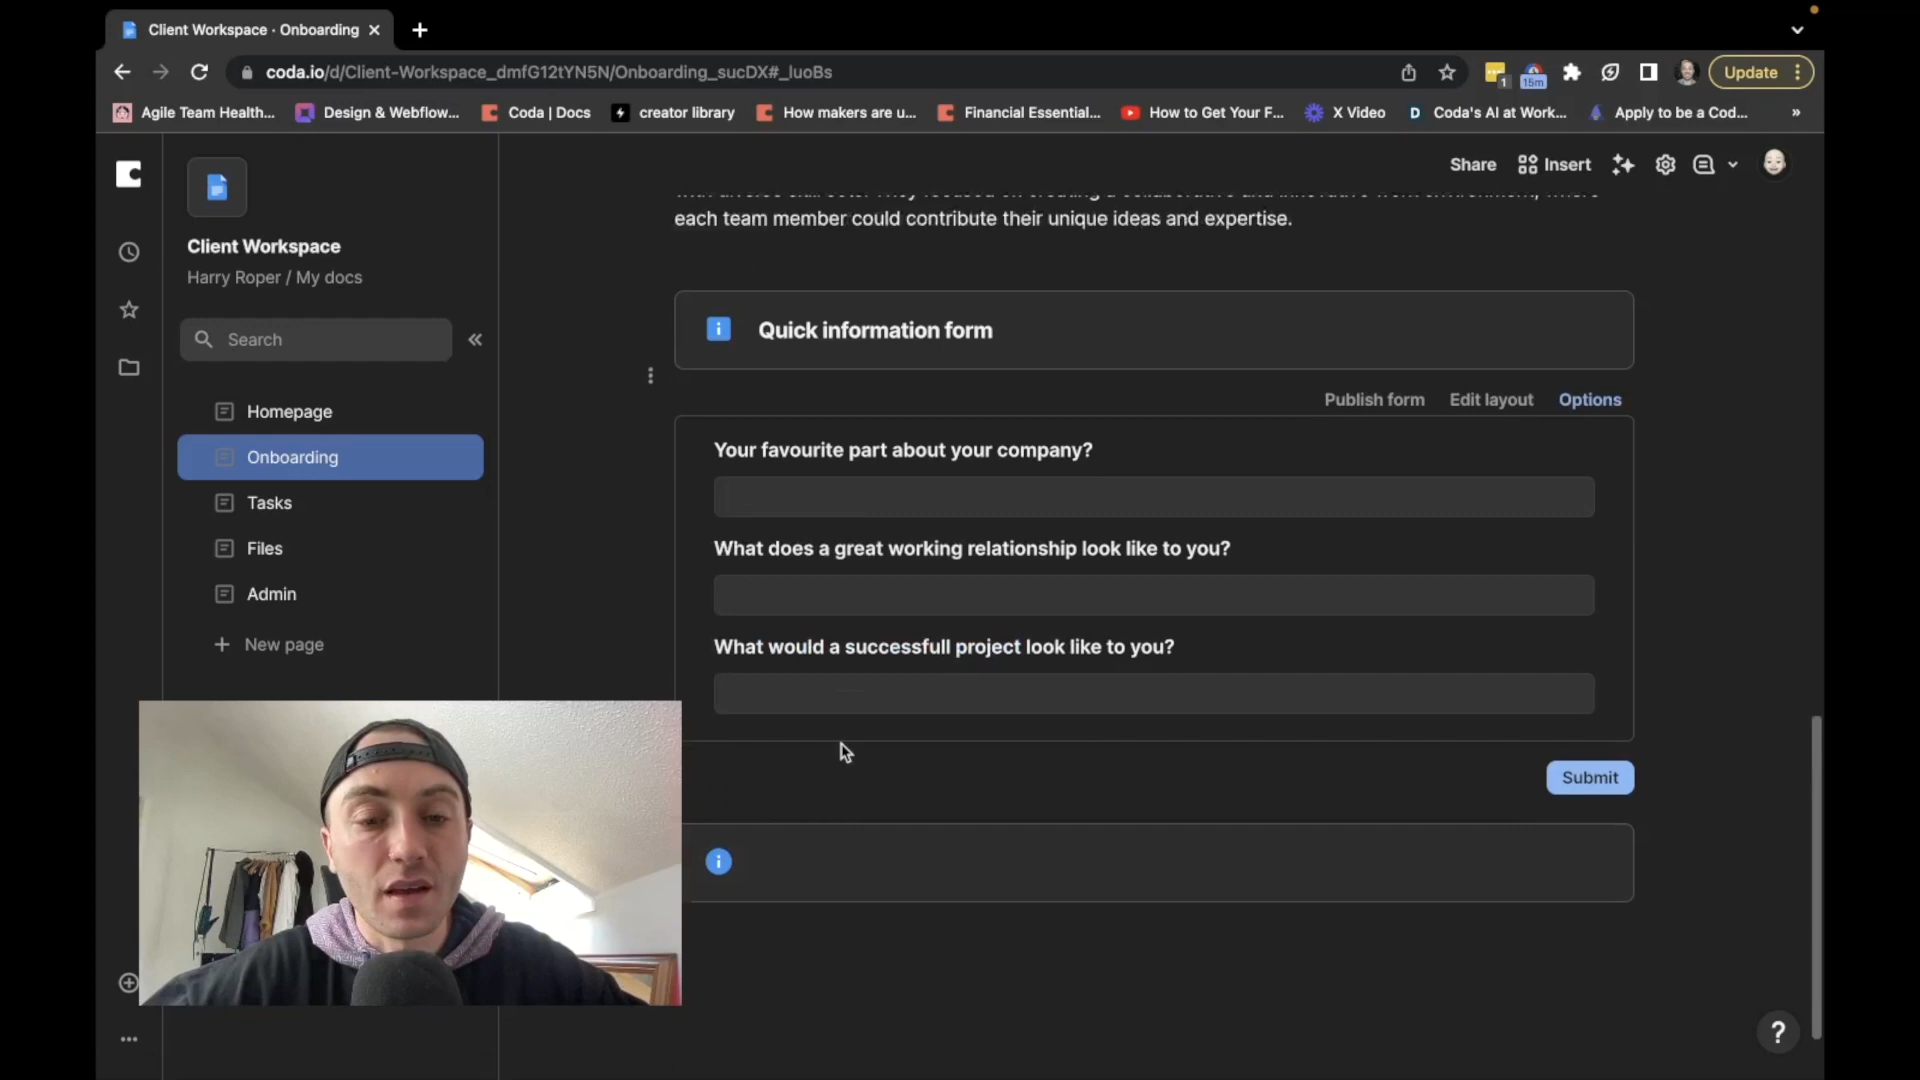 Client Workspace · Onboarding
coda.io/d/Client-Workspace_dmfG12tYN5N/Onboarding_sucDX#_luoBs
1
15m
Update
Agile Team Health...
Design & Webflow...
Coda | Docs
creator library
How makers are u...
Financial Essential...
How to Get Your F...
X Video
D
Coda's AI at Work...
Apply to be a Cod...
»
Share
Insert
Client Workspace
Harry Roper / My docs
Search
Homepage
Onboarding
Tasks
Files
Admin
New page
each team member could contribute their unique ideas and expertise.
Quick information form
Publish form
Edit layout
Options
Your favourite part about your company?
What does a great working relationship look like to you?
What would a successfull project look like to you?
Submit
?